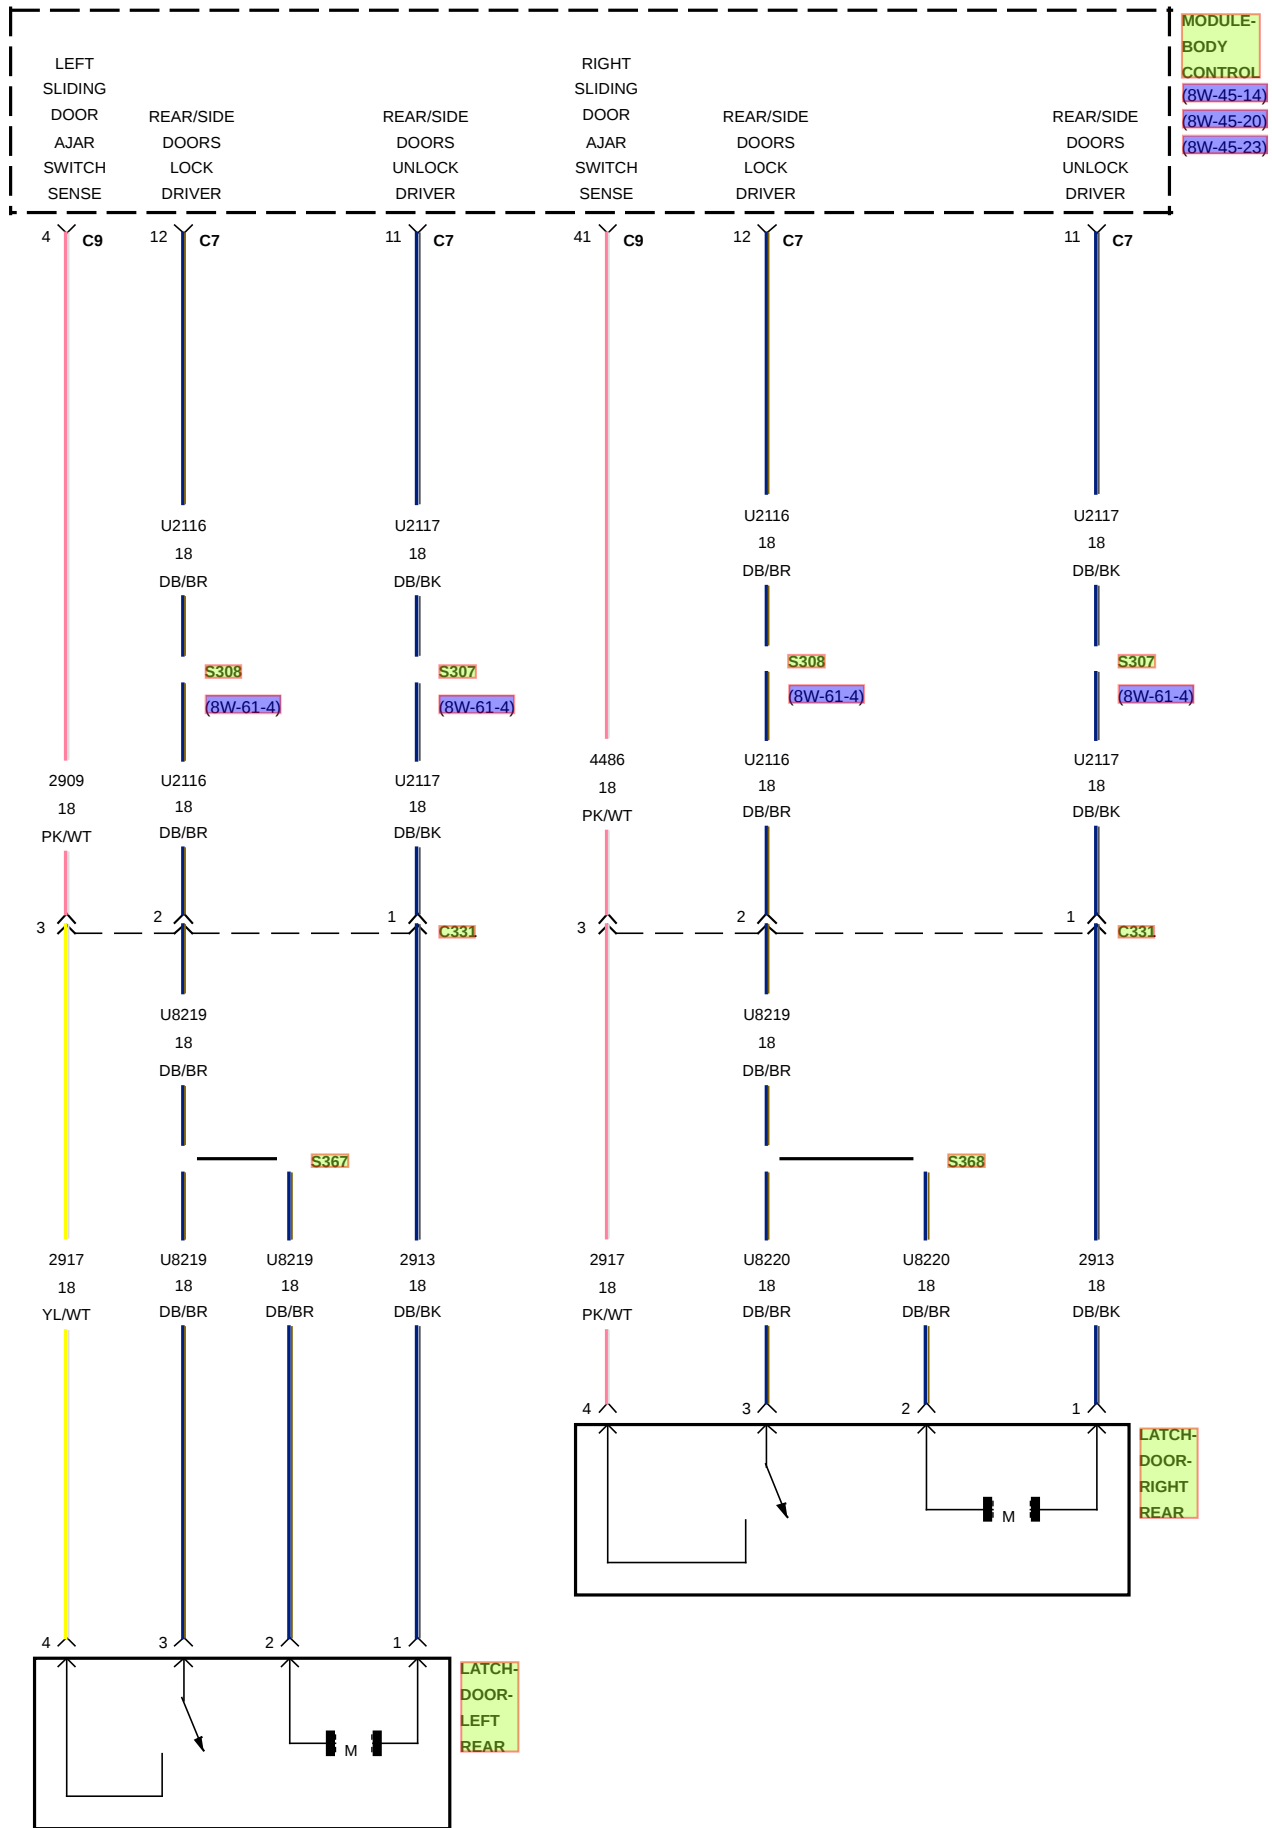 MODULE-
BODY
CONTROL
(8W-45-14)
(8W-45-20)
(8W-45-23)
LEFT
SLIDING
DOOR
AJAR
SWITCH
SENSE
REAR/SIDE
DOORS
LOCK
DRIVER
REAR/SIDE
DOORS
UNLOCK
DRIVER
RIGHT
SLIDING
DOOR
AJAR
SWITCH
SENSE
REAR/SIDE
DOORS
LOCK
DRIVER
REAR/SIDE
DOORS
UNLOCK
DRIVER
4 C9 12 C7 11 C7 41 C9 12 C7 11 C7
U2116
18
DB/BR
U2117
18
DB/BK
U2116
18
DB/BR
U2117
18
DB/BK
S308
(8W-61-4)
S307
(8W-61-4)
S308
(8W-61-4)
S307
(8W-61-4)
2909
18
PK/WT
U2116
18
DB/BR
U2117
18
DB/BK
4486
18
PK/WT
U2116
18
DB/BR
U2117
18
DB/BK
3 2 1 C331 3 2 1 C331
U8219
18
DB/BR
U8219
18
DB/BR
S367
S368
2917
18
YL/WT
U8219
18
DB/BR
U8219
18
DB/BR
2913
18
DB/BK
2917
18
PK/WT
U8220
18
DB/BR
U8220
18
DB/BR
2913
18
DB/BK
4 3 2 1
LATCH-
DOOR-
RIGHT
REAR
M
4 3 2 1
LATCH-
DOOR-
LEFT
REAR
M